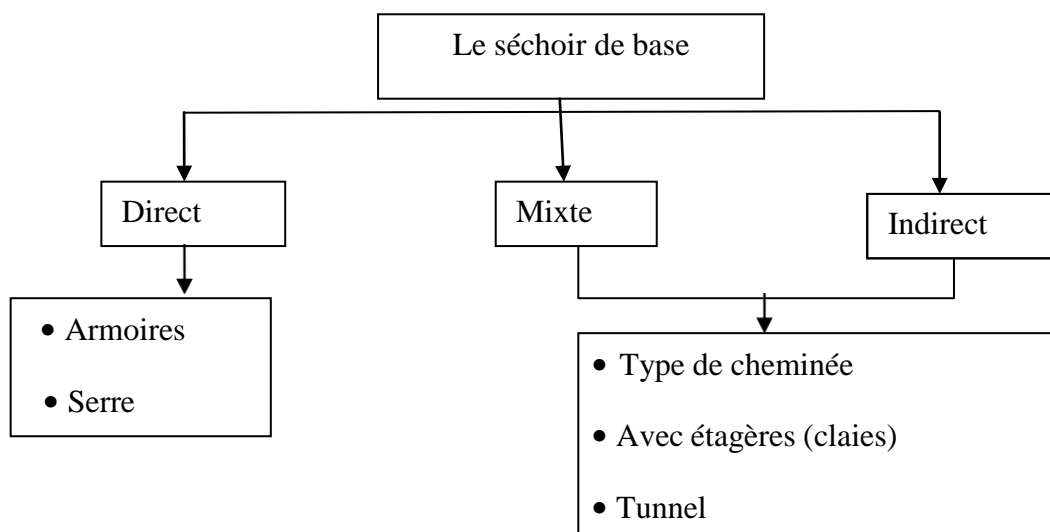 Le séchoir de base
Direct
Mixte
Indirect
• Armoires
• Serre
• Type de cheminée
• Avec étagères (claies)
• Tunnel